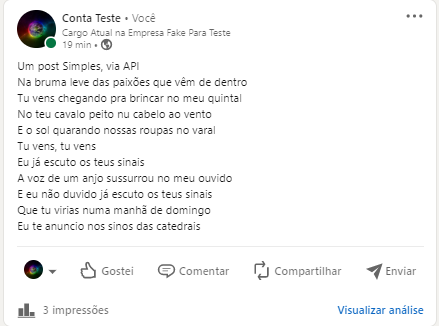 Conta Teste • Você
Cargo Atual na Empresa Fake Para Teste
19 min •
Um post Simples, via API
Na bruma leve das paixões que vêm de dentro
Tu vens chegando pra brincar no meu quintal
No teu cavalo peito nu cabelo ao vento
E o sol quarando nossas roupas no varal
Tu vens, tu vens
Eu já escuto os teus sinais
A voz de um anjo sussurrou no meu ouvido
E eu não duvido já escuto os teus sinais
Que tu virias numa manhã de domingo
Eu te anuncio nos sinos das catedrais
Gostei Comentar Compartilhar Enviar
3 impressões Visualizar análise